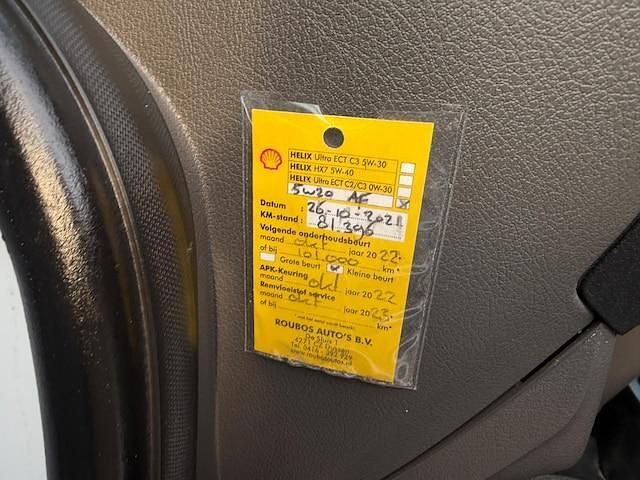 HELIX Ultra ECT C3 5W-30
HELIX HX7 5W-40
HELIX Ultra ECT C2/C3 0W-30
5W20 AF x
Datum : 26-10-2021
KM-stand : 81.396
Volgende onderhoudsbeurt
maand okt jaar 2022
of bij 101.000 km*
Grote beurt Kleine beurt
APK-Keuring
maand okt jaar 2022
Remvloeistof service
maand okt jaar 2023
of bij km*
ROUBOS AUTO'S B.V.